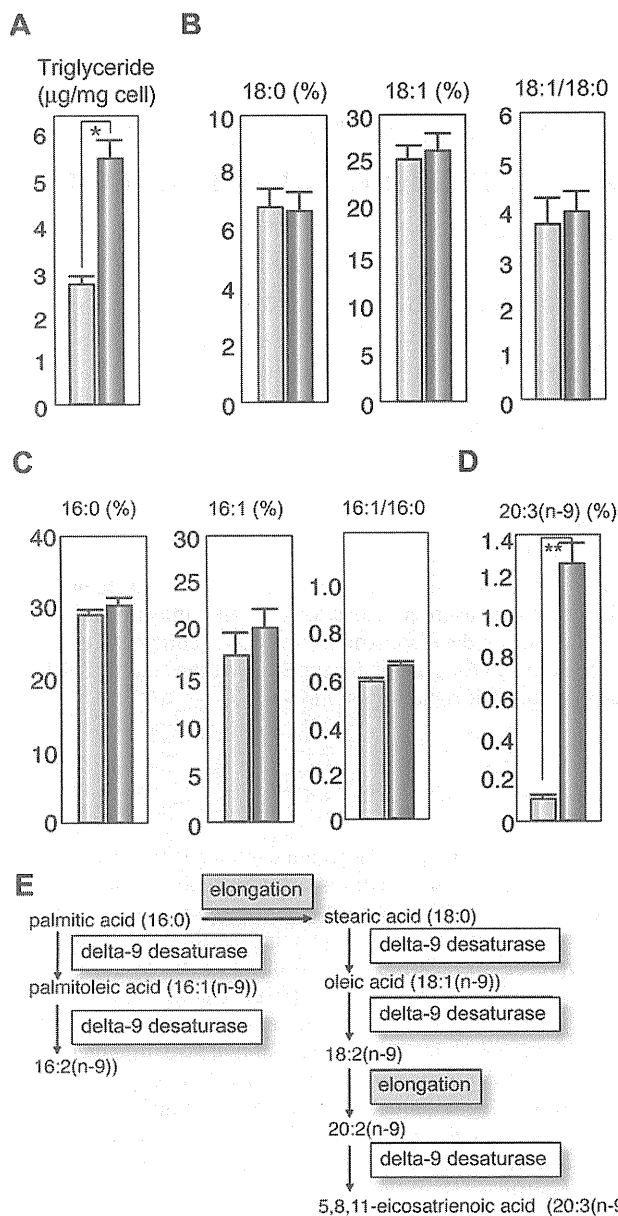 A
B
Triglyceride
(μg/mg cell)
18:0 (%)
18:1 (%)
18:1/18:0
6
5
4
3
2
1
0
*
10
8
6
4
2
0
30
25
20
15
10
5
0
6
5
4
3
2
1
0
C
D
16:0 (%)
16:1 (%)
16:1/16:0
20:3(n-9) (%)
40
30
20
10
0
30
25
20
15
10
5
0
1.0
0.8
0.6
0.4
0.2
0
1.4
1.2
1.0
0.8
0.6
0.4
0.2
0
**
E
elongation
palmitic acid (16:0)
stearic acid (18:0)
delta-9 desaturase
delta-9 desaturase
palmitoleic acid (16:1(n-9))
oleic acid (18:1(n-9))
delta-9 desaturase
delta-9 desaturase
16:2(n-9))
18:2(n-9)
elongation
20:2(n-9)
delta-9 desaturase
5,8,11-eicosatrienoic acid (20:3(n-9